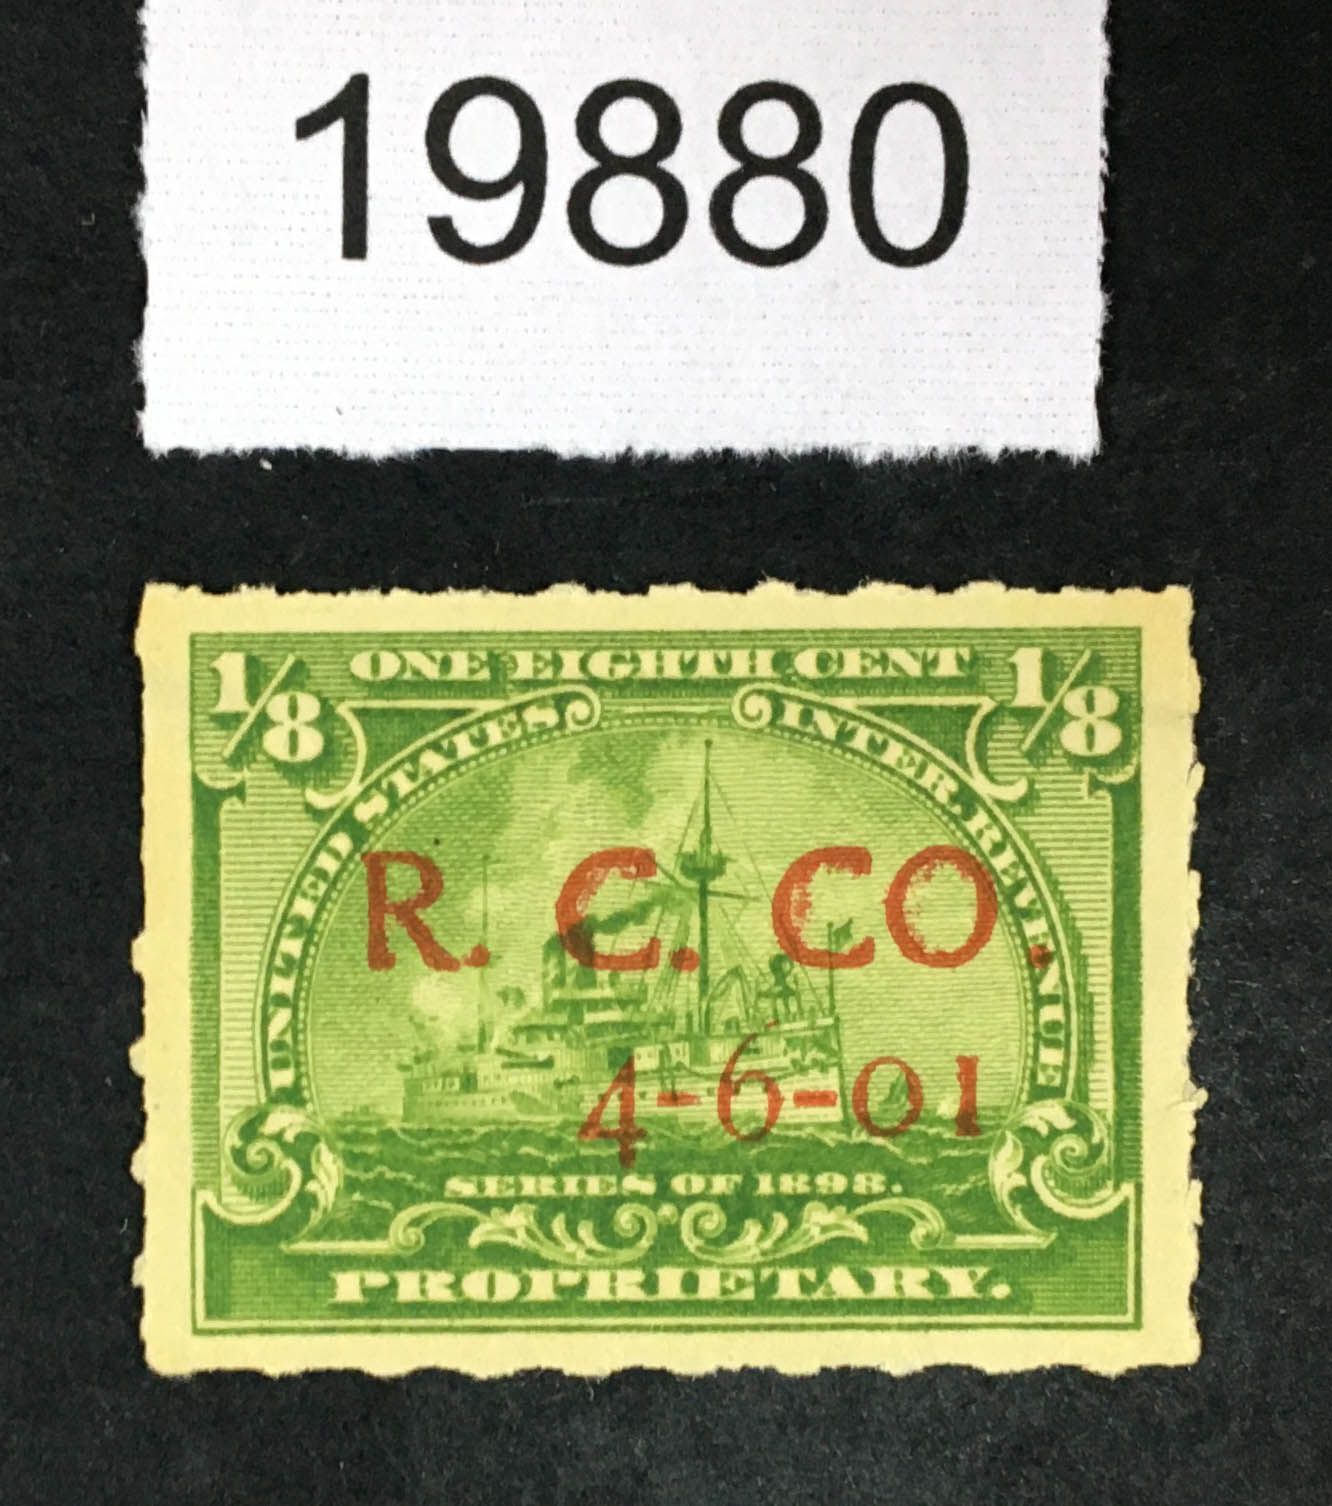 19880
1/8 ONE EIGHTH CENT 1/8
UNITED STATES INTER. REVENUE
R. C. CO.
4-6-01
SERIES OF 1898.
PROPRIETARY.